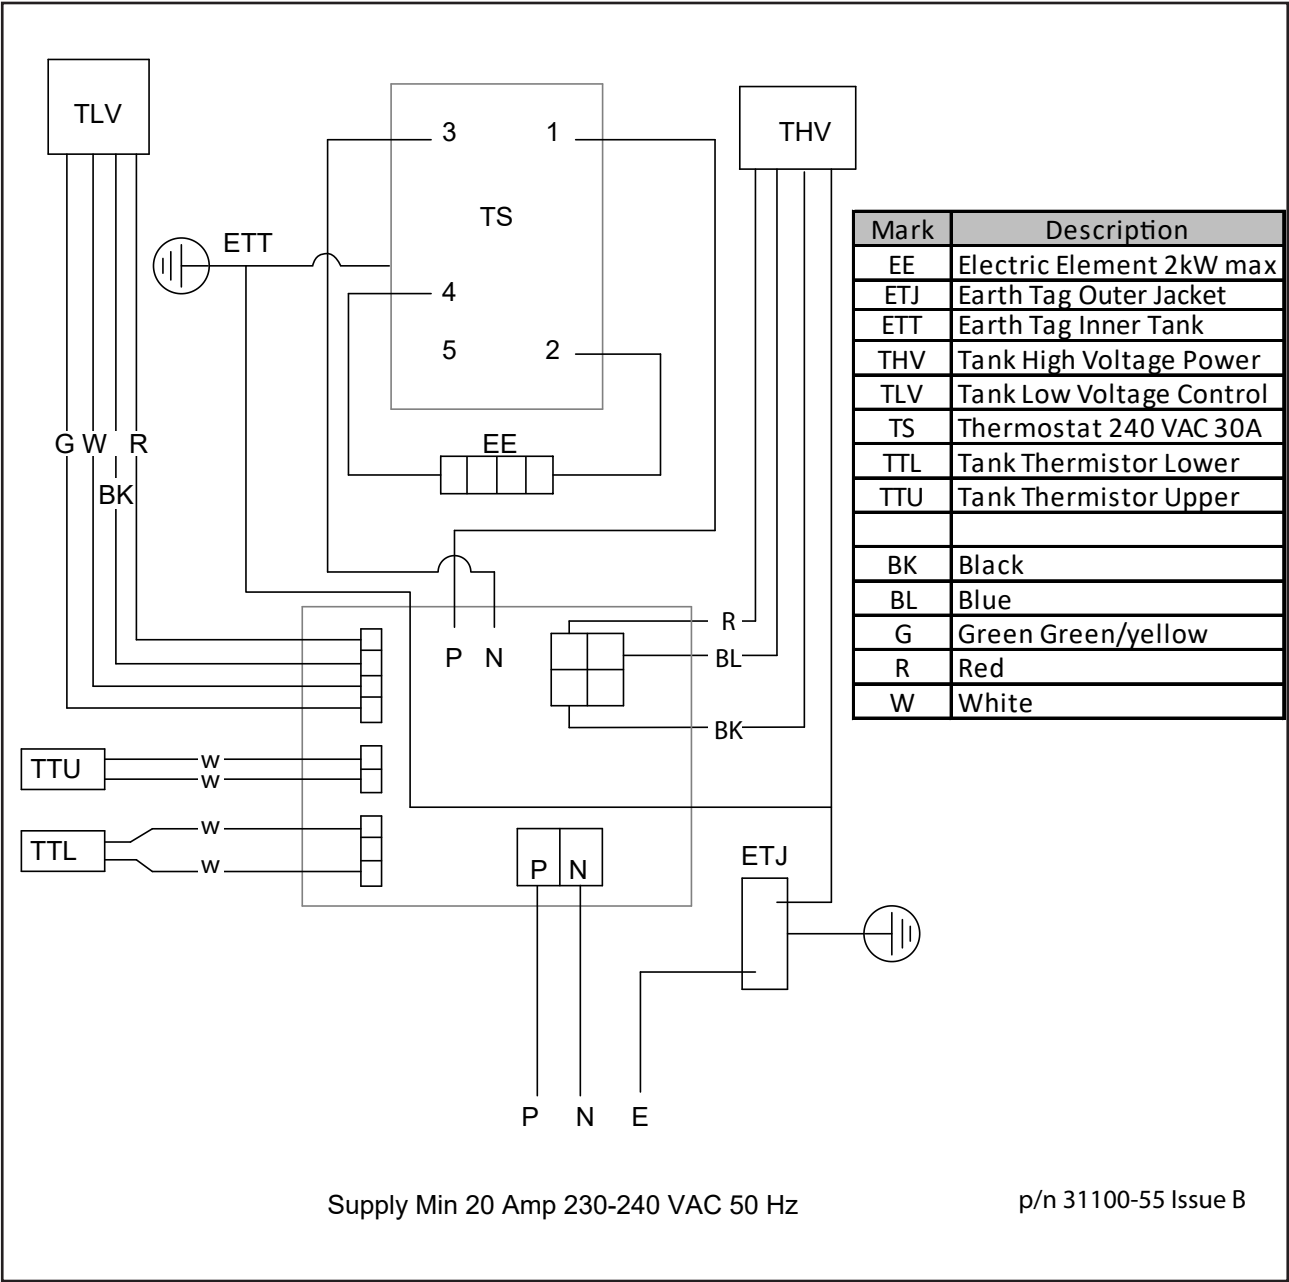 TLV
3 1
THV
TS
ETT
4
5 2
EE
G W R
BK
P N
R
BL
BK
TTU
w
w
TTL
w
w
P N
ETJ
P N E
Mark Description
EE Electric Element 2kW max
ETJ Earth Tag Outer Jacket
ETT Earth Tag Inner Tank
THV Tank High Voltage Power
TLV Tank Low Voltage Control
TS Thermostat 240 VAC 30A
TTL Tank Thermistor Lower
TTU Tank Thermistor Upper
BK Black
BL Blue
G Green Green/yellow
R Red
W White
Supply Min 20 Amp 230-240 VAC 50 Hz
p/n 31100-55 Issue B